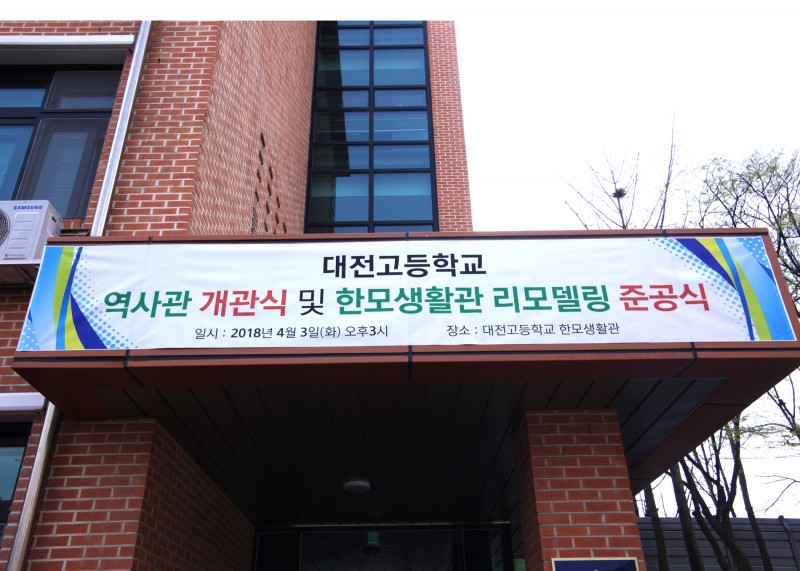 SAMSUNG
대전고등학교
역사관 개관식 및 한모생활관 리모델링 준공식
일시 : 2018년 4월 3일(화) 오후3시 장소 : 대전고등학교 한모생활관